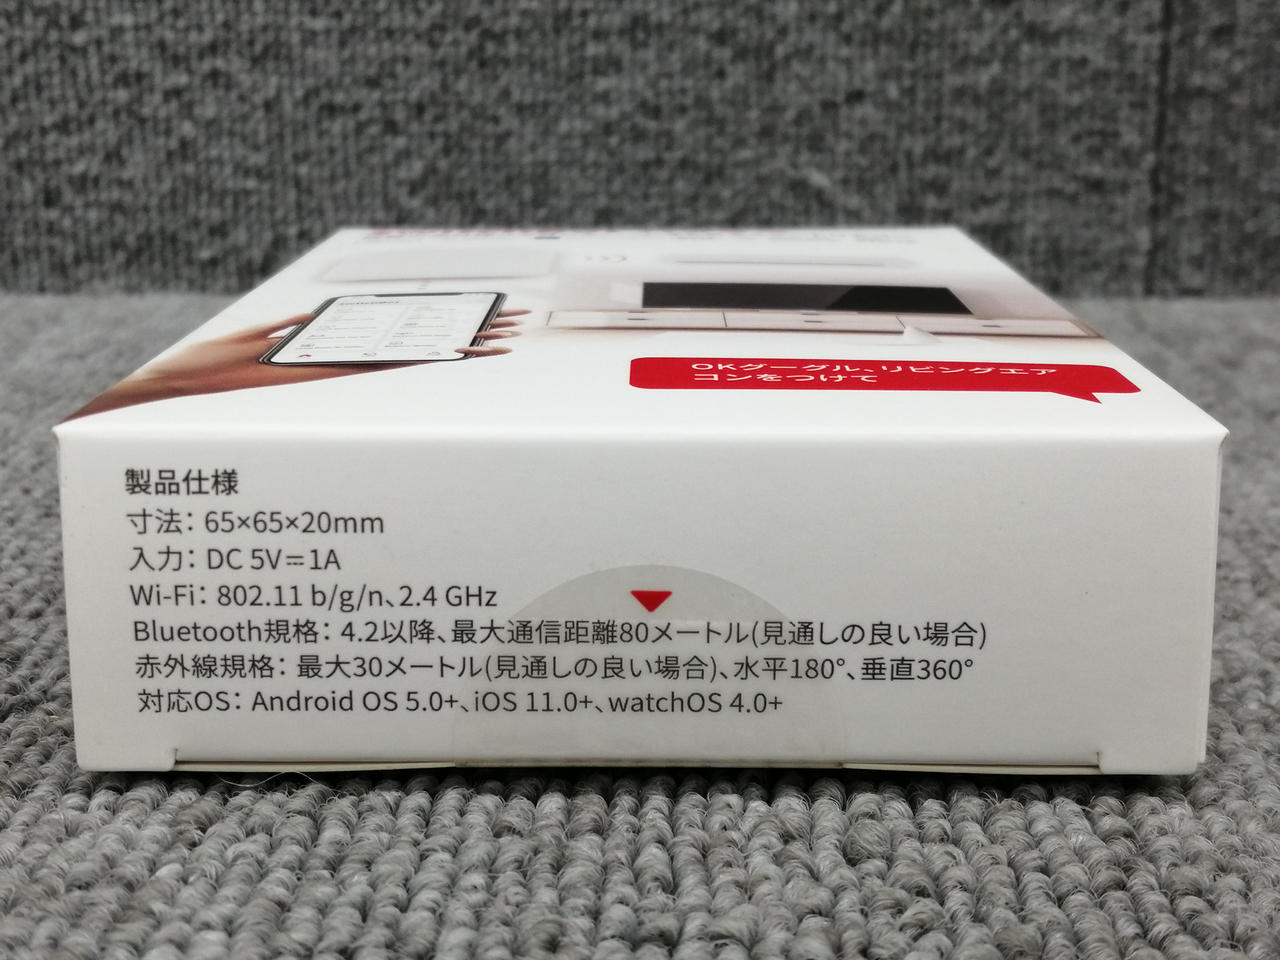 OKグーグル、リビングエア
コンをつけて
製品仕様
寸法：65×65×20mm
入力：DC 5V⎓1A
Wi-Fi：802.11 b/g/n、2.4 GHz
Bluetooth規格：4.2以降、最大通信距離80メートル(見通しの良い場合)
赤外線規格：最大30メートル(見通しの良い場合)、水平180°、垂直360°
対応OS：Android OS 5.0+、iOS 11.0+、watchOS 4.0+